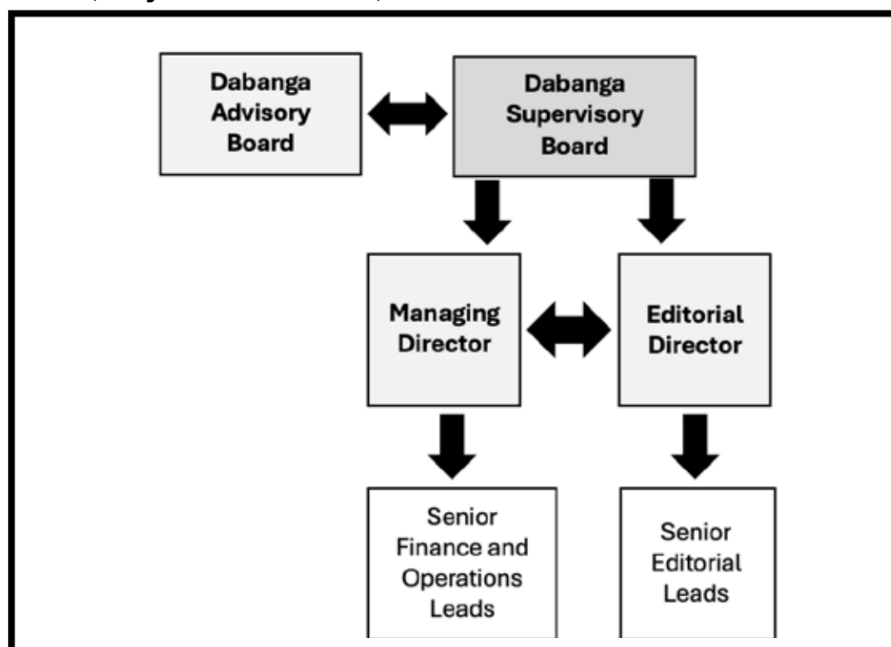 Dabanga
Advisory
Board
Dabanga
Supervisory
Board
Managing
Director
Editorial
Director
Senior
Finance and
Operations
Leads
Senior
Editorial
Leads